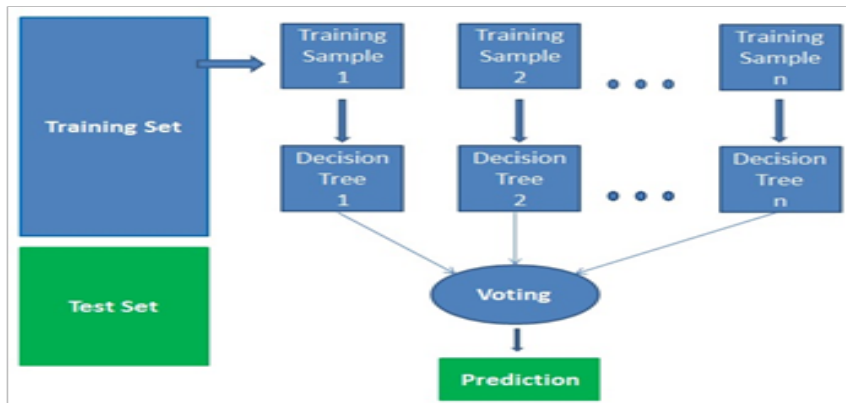 Training Set
Training
Sample
1
Training
Sample
2
Training
Sample
n
Decision
Tree
1
Decision
Tree
2
Decision
Tree
n
Test Set
Voting
Prediction